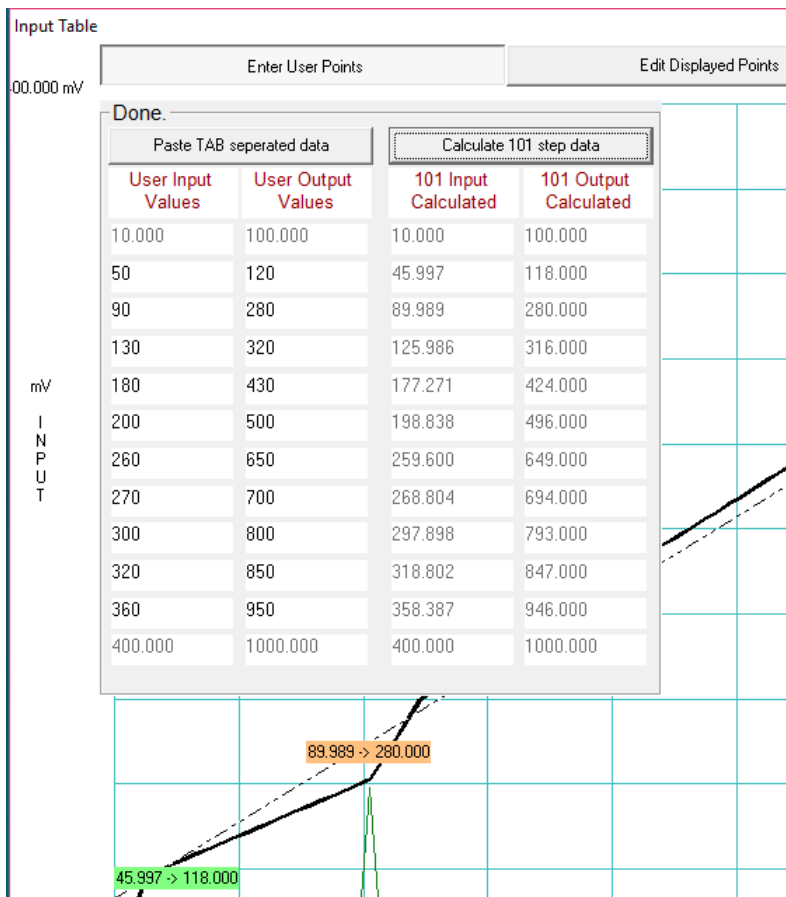 Input Table
Enter User Points
Edit Displayed Points
00.000 mV
Done.
Paste TAB seperated data
Calculate 101 step data
User Input Values
User Output Values
101 Input Calculated
101 Output Calculated
10.000 100.000 10.000 100.000
50 120 45.997 118.000
90 280 89.989 280.000
130 320 125.986 316.000
180 430 177.271 424.000
200 500 198.838 496.000
260 650 259.600 649.000
270 700 268.804 694.000
300 800 297.898 793.000
320 850 318.802 847.000
360 950 358.387 946.000
400.000 1000.000 400.000 1000.000
mV
INPUT
89.989 -> 280.000
45.997 -> 118.000